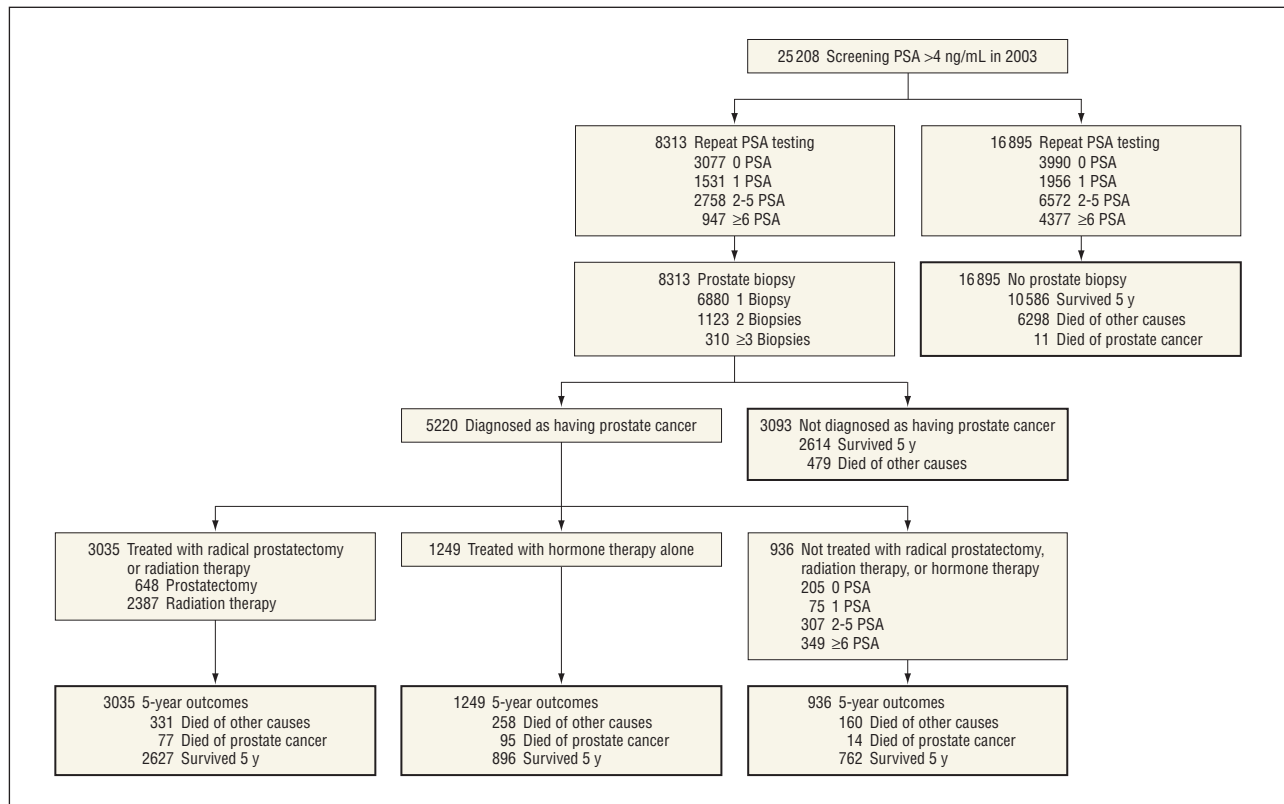 25 208 Screening PSA >4 ng/mL in 2003
8313 Repeat PSA testing
3077 0 PSA
1531 1 PSA
2758 2-5 PSA
947 ≥6 PSA
16 895 Repeat PSA testing
3990 0 PSA
1956 1 PSA
6572 2-5 PSA
4377 ≥6 PSA
8313 Prostate biopsy
6880 1 Biopsy
1123 2 Biopsies
310 ≥3 Biopsies
16 895 No prostate biopsy
10 586 Survived 5 y
6298 Died of other causes
11 Died of prostate cancer
5220 Diagnosed as having prostate cancer
3093 Not diagnosed as having prostate cancer
2614 Survived 5 y
479 Died of other causes
3035 Treated with radical prostatectomy
or radiation therapy
648 Prostatectomy
2387 Radiation therapy
1249 Treated with hormone therapy alone
936 Not treated with radical prostatectomy,
radiation therapy, or hormone therapy
205 0 PSA
75 1 PSA
307 2-5 PSA
349 ≥6 PSA
3035 5-year outcomes
331 Died of other causes
77 Died of prostate cancer
2627 Survived 5 y
1249 5-year outcomes
258 Died of other causes
95 Died of prostate cancer
896 Survived 5 y
936 5-year outcomes
160 Died of other causes
14 Died of prostate cancer
762 Survived 5 y